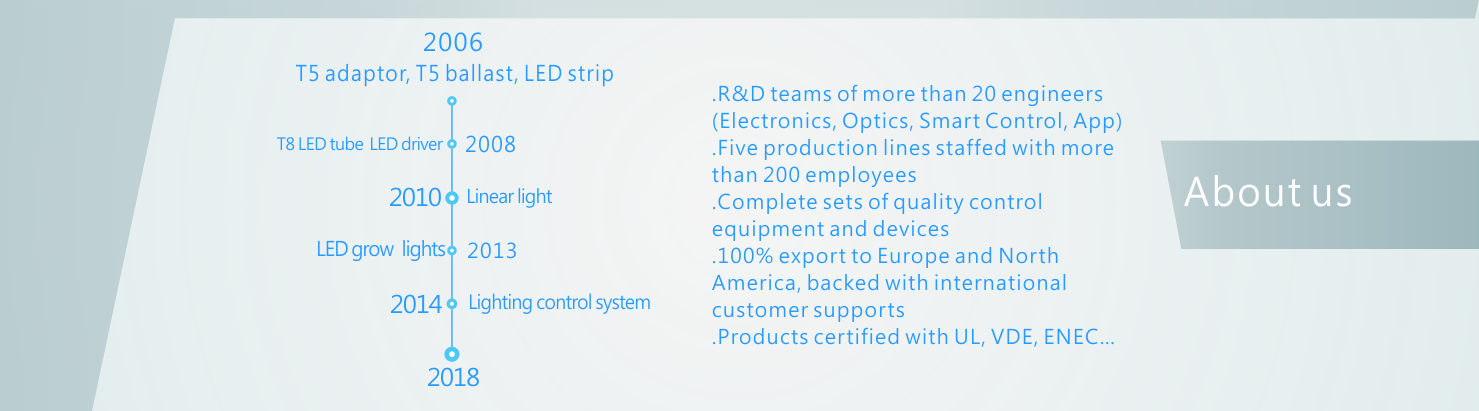 2006
T5 adaptor, T5 ballast, LED strip
T8 LED tube LED driver 2008
2010 Linear light
LED grow lights 2013
2014 Lighting control system
2018
.R&D teams of more than 20 engineers
(Electronics, Optics, Smart Control, App)
.Five production lines staffed with more
than 200 employees
.Complete sets of quality control
equipment and devices
.100% export to Europe and North
America, backed with international
customer supports
.Products certified with UL, VDE, ENEC...
About us